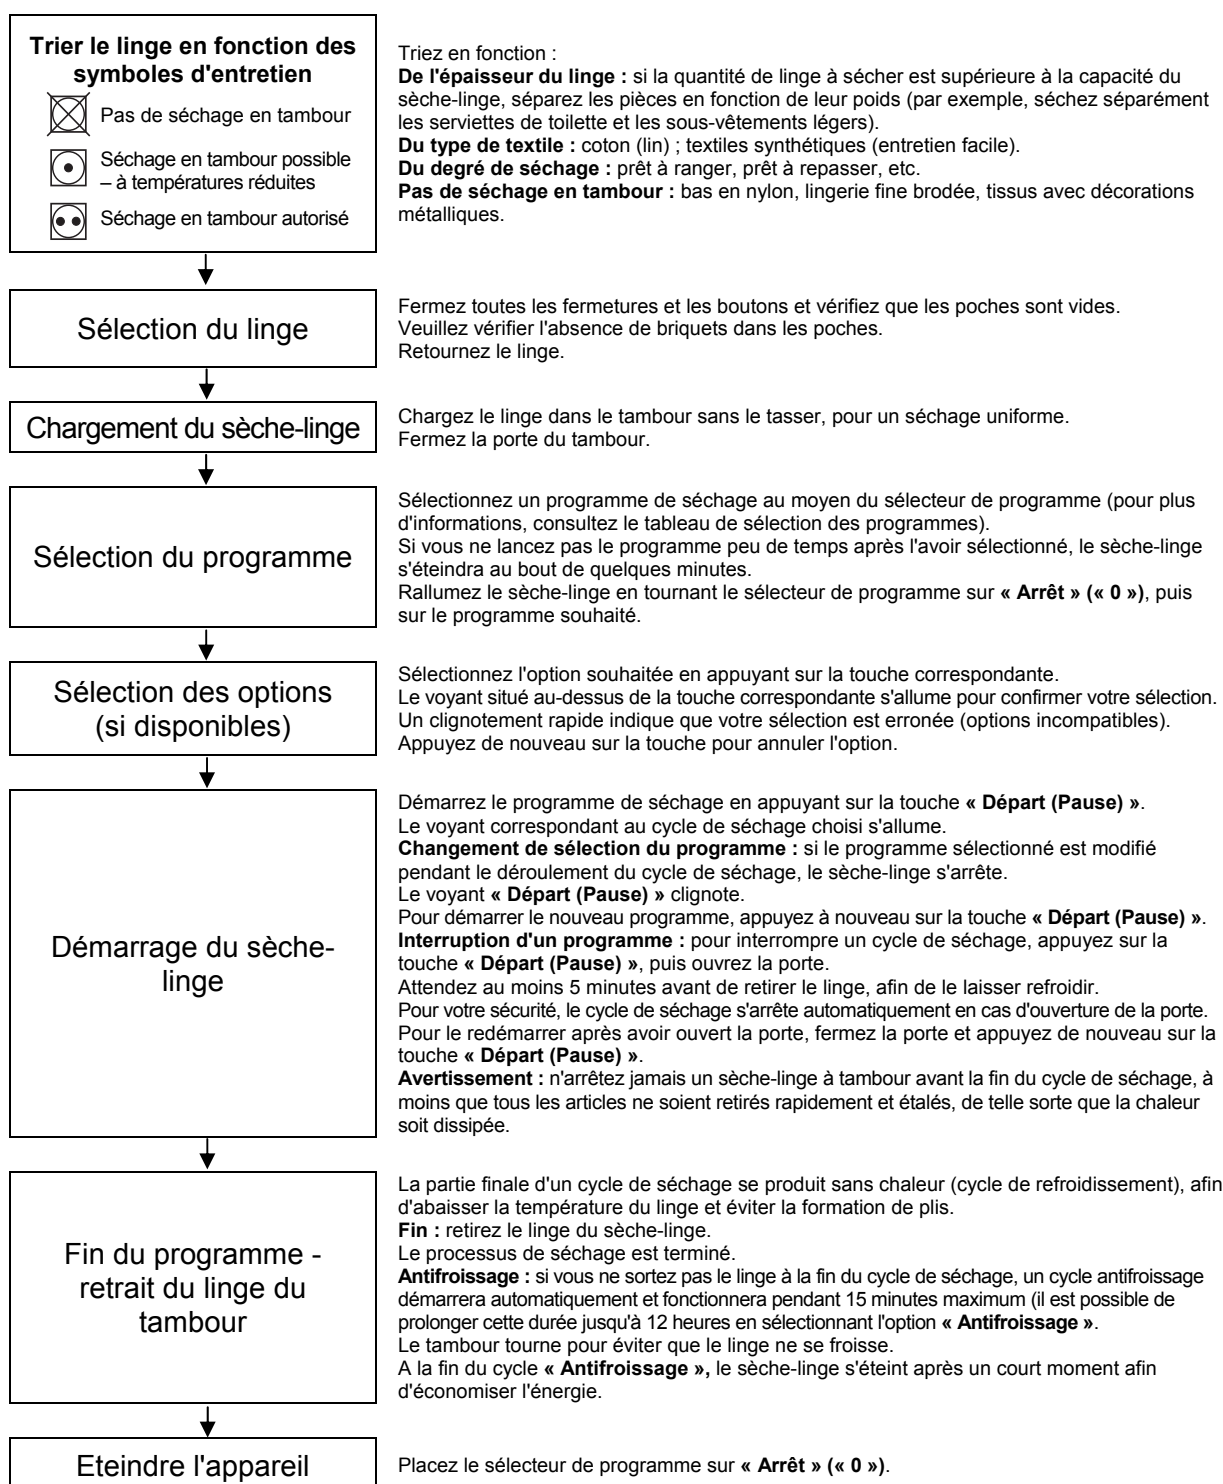 Trier le linge en fonction des
symboles d'entretien
Pas de séchage en tambour
Séchage en tambour possible
– à températures réduites
Séchage en tambour autorisé
Triez en fonction :
De l'épaisseur du linge : si la quantité de linge à sécher est supérieure à la capacité du
sèche-linge, séparez les pièces en fonction de leur poids (par exemple, séchez séparément
les serviettes de toilette et les sous-vêtements légers).
Du type de textile : coton (lin) ; textiles synthétiques (entretien facile).
Du degré de séchage : prêt à ranger, prêt à repasser, etc.
Pas de séchage en tambour : bas en nylon, lingerie fine brodée, tissus avec décorations
métalliques.
Sélection du linge
Fermez toutes les fermetures et les boutons et vérifiez que les poches sont vides.
Veuillez vérifier l'absence de briquets dans les poches.
Retournez le linge.
Chargement du sèche-linge
Chargez le linge dans le tambour sans le tasser, pour un séchage uniforme.
Fermez la porte du tambour.
Sélection du programme
Sélectionnez un programme de séchage au moyen du sélecteur de programme (pour plus
d'informations, consultez le tableau de sélection des programmes).
Si vous ne lancez pas le programme peu de temps après l'avoir sélectionné, le sèche-linge
s'éteindra au bout de quelques minutes.
Rallumez le sèche-linge en tournant le sélecteur de programme sur « Arrêt » (« 0 »), puis
sur le programme souhaité.
Sélection des options
(si disponibles)
Sélectionnez l'option souhaitée en appuyant sur la touche correspondante.
Le voyant situé au-dessus de la touche correspondante s'allume pour confirmer votre sélection.
Un clignotement rapide indique que votre sélection est erronée (options incompatibles).
Appuyez de nouveau sur la touche pour annuler l'option.
Démarrage du sèche-
linge
Démarrez le programme de séchage en appuyant sur la touche « Départ (Pause) ».
Le voyant correspondant au cycle de séchage choisi s'allume.
Changement de sélection du programme : si le programme sélectionné est modifié
pendant le déroulement du cycle de séchage, le sèche-linge s'arrête.
Le voyant « Départ (Pause) » clignote.
Pour démarrer le nouveau programme, appuyez à nouveau sur la touche « Départ (Pause) ».
Interruption d'un programme : pour interrompre un cycle de séchage, appuyez sur la
touche « Départ (Pause) », puis ouvrez la porte.
Attendez au moins 5 minutes avant de retirer le linge, afin de le laisser refroidir.
Pour votre sécurité, le cycle de séchage s'arrête automatiquement en cas d'ouverture de la porte.
Pour le redémarrer après avoir ouvert la porte, fermez la porte et appuyez de nouveau sur la
touche « Départ (Pause) ».
Avertissement : n'arrêtez jamais un sèche-linge à tambour avant la fin du cycle de séchage, à
moins que tous les articles ne soient retirés rapidement et étalés, de telle sorte que la chaleur
soit dissipée.
Fin du programme -
retrait du linge du
tambour
La partie finale d'un cycle de séchage se produit sans chaleur (cycle de refroidissement), afin
d'abaisser la température du linge et éviter la formation de plis.
Fin : retirez le linge du sèche-linge.
Le processus de séchage est terminé.
Antifroissage : si vous ne sortez pas le linge à la fin du cycle de séchage, un cycle antifroissage
démarrera automatiquement et fonctionnera pendant 15 minutes maximum (il est possible de
prolonger cette durée jusqu'à 12 heures en sélectionnant l'option « Antifroissage ».
Le tambour tourne pour éviter que le linge ne se froisse.
A la fin du cycle « Antifroissage », le sèche-linge s'éteint après un court moment afin
d'économiser l'énergie.
Eteindre l'appareil
Placez le sélecteur de programme sur « Arrêt » (« 0 »).